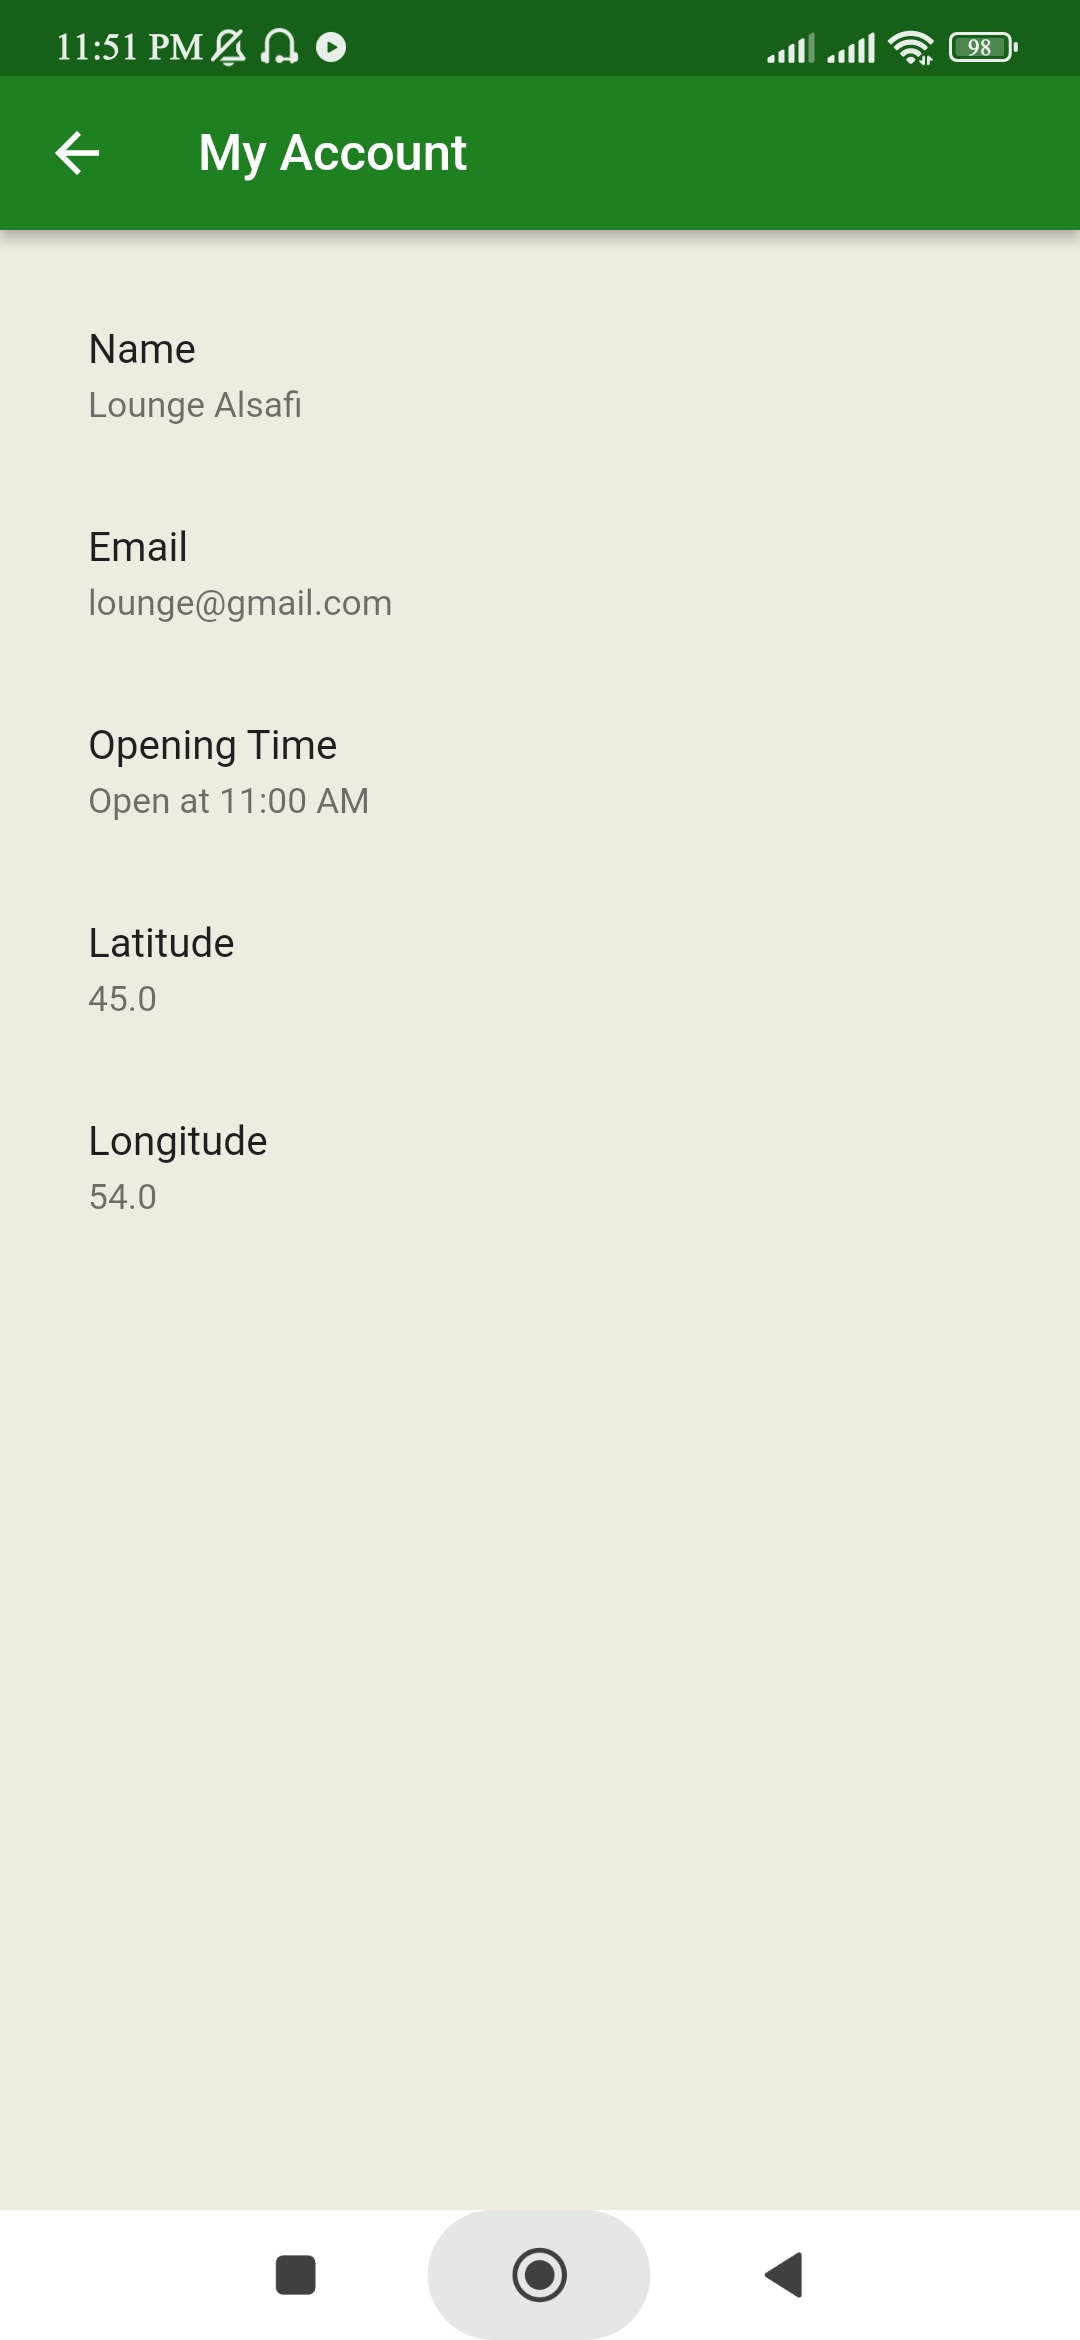 11:51 PM
98
My Account
Name
Lounge Alsafi
Email
lounge@gmail.com
Opening Time
Open at 11:00 AM
Latitude
45.0
Longitude
54.0